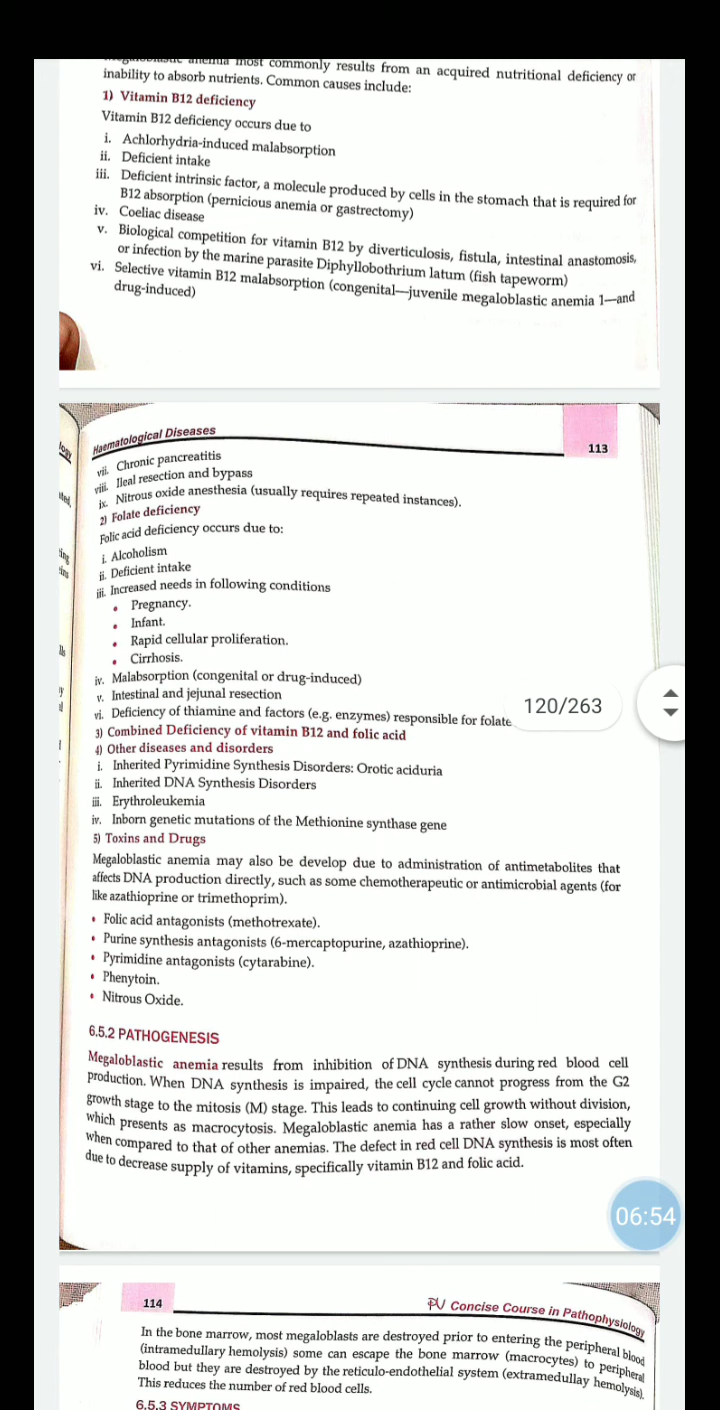 anemia most commonly results from an acquired nutritional deficiency or
inability to absorb nutrients. Common causes include:
1) Vitamin B12 deficiency
Vitamin B12 deficiency occurs due to
i. Achlorhydria-induced malabsorption
ii. Deficient intake
iii. Deficient intrinsic factor, a molecule produced by cells in the stomach that is required for
B12 absorption (pernicious anemia or gastrectomy)
iv. Coeliac disease
v. Biological competition for vitamin B12 by diverticulosis, fistula, intestinal anastomosis,
or infection by the marine parasite Diphyllobothrium latum (fish tapeworm)
vi. Selective vitamin B12 malabsorption (congenital—juvenile megaloblastic anemia 1—and
drug-induced)
Haematological Diseases
113
vii. Chronic pancreatitis
viii. Ileal resection and bypass
ix. Nitrous oxide anesthesia (usually requires repeated instances).
2) Folate deficiency
Folic acid deficiency occurs due to:
i. Alcoholism
ii. Deficient intake
iii. Increased needs in following conditions
• Pregnancy.
• Infant.
• Rapid cellular proliferation.
• Cirrhosis.
iv. Malabsorption (congenital or drug-induced)
v. Intestinal and jejunal resection
vi. Deficiency of thiamine and factors (e.g. enzymes) responsible for folate
120/263
3) Combined Deficiency of vitamin B12 and folic acid
4) Other diseases and disorders
i. Inherited Pyrimidine Synthesis Disorders: Orotic aciduria
ii. Inherited DNA Synthesis Disorders
iii. Erythroleukemia
iv. Inborn genetic mutations of the Methionine synthase gene
5) Toxins and Drugs
Megaloblastic anemia may also be develop due to administration of antimetabolites that
affects DNA production directly, such as some chemotherapeutic or antimicrobial agents (for
like azathioprine or trimethoprim).
• Folic acid antagonists (methotrexate).
• Purine synthesis antagonists (6-mercaptopurine, azathioprine).
• Pyrimidine antagonists (cytarabine).
• Phenytoin.
• Nitrous Oxide.
6.5.2 PATHOGENESIS
Megaloblastic anemia results from inhibition of DNA synthesis during red blood cell
production. When DNA synthesis is impaired, the cell cycle cannot progress from the G2
growth stage to the mitosis (M) stage. This leads to continuing cell growth without division,
which presents as macrocytosis. Megaloblastic anemia has a rather slow onset, especially
when compared to that of other anemias. The defect in red cell DNA synthesis is most often
due to decrease supply of vitamins, specifically vitamin B12 and folic acid.
06:54
114
PV Concise Course in Pathophysiology
In the bone marrow, most megaloblasts are destroyed prior to entering the peripheral blood
(intramedullary hemolysis) some can escape the bone marrow (macrocytes) to peripheral
blood but they are destroyed by the reticulo-endothelial system (extramedullay hemolysis).
This reduces the number of red blood cells.
6.5.3 SYMPTOMS